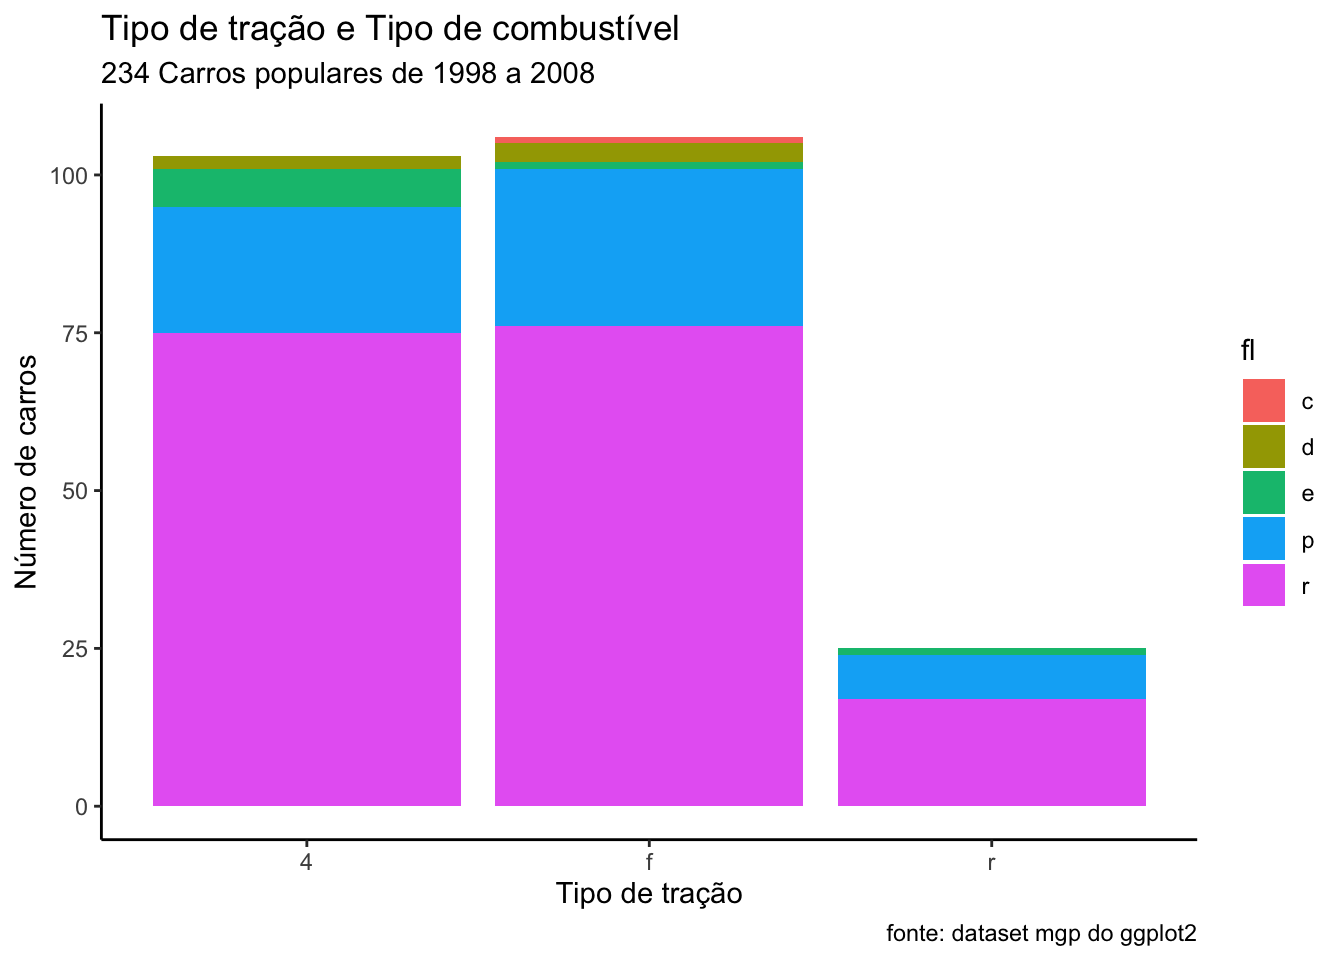 Tipo de tração e Tipo de combustível
234 Carros populares de 1998 a 2008
Número de carros
100
75
50
25
0
4
f
r
Tipo de tração
fl
c
d
e
p
r
fonte: dataset mgp do ggplot2